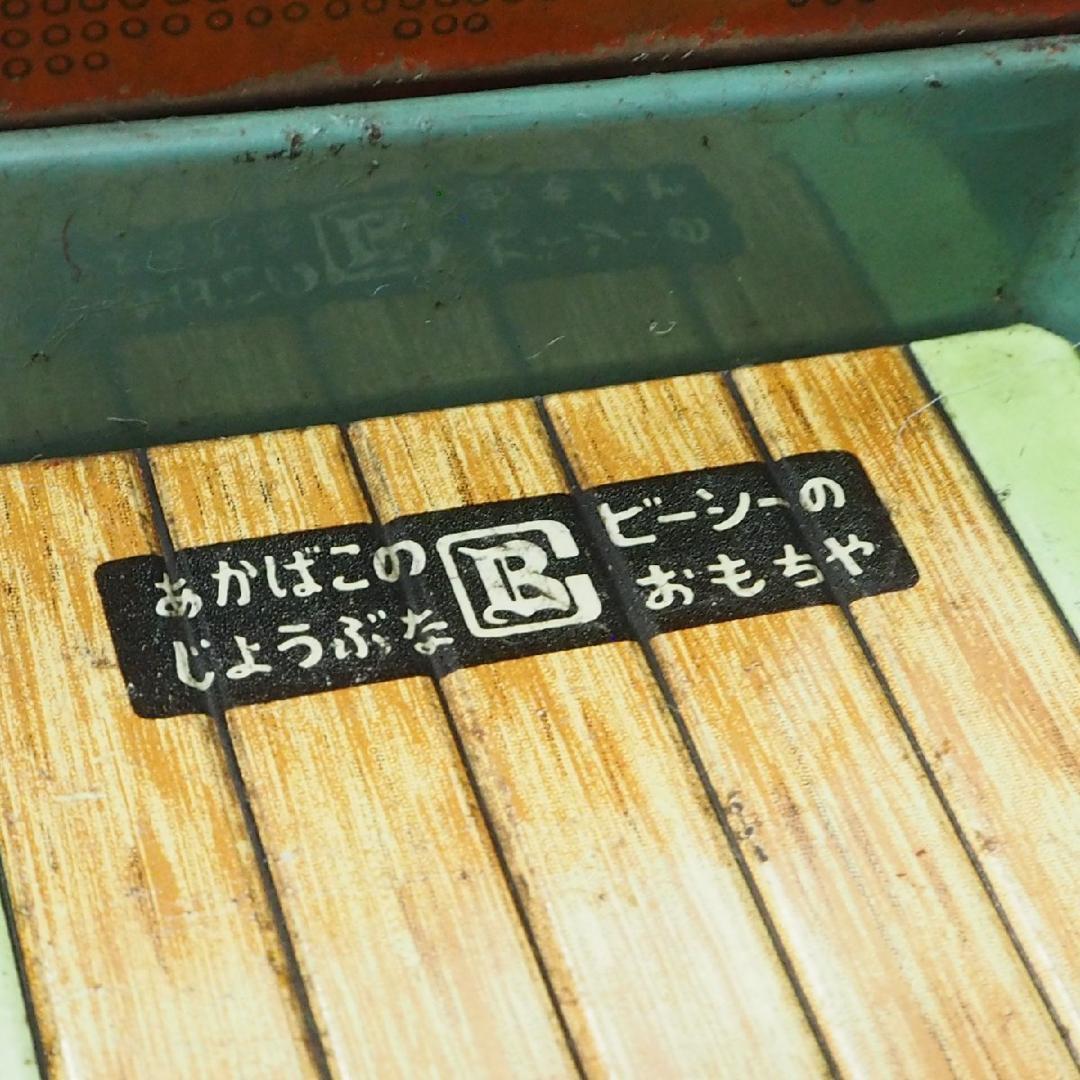 あかばこの
じょうぶな
B
ビーシーの
おもちゃ